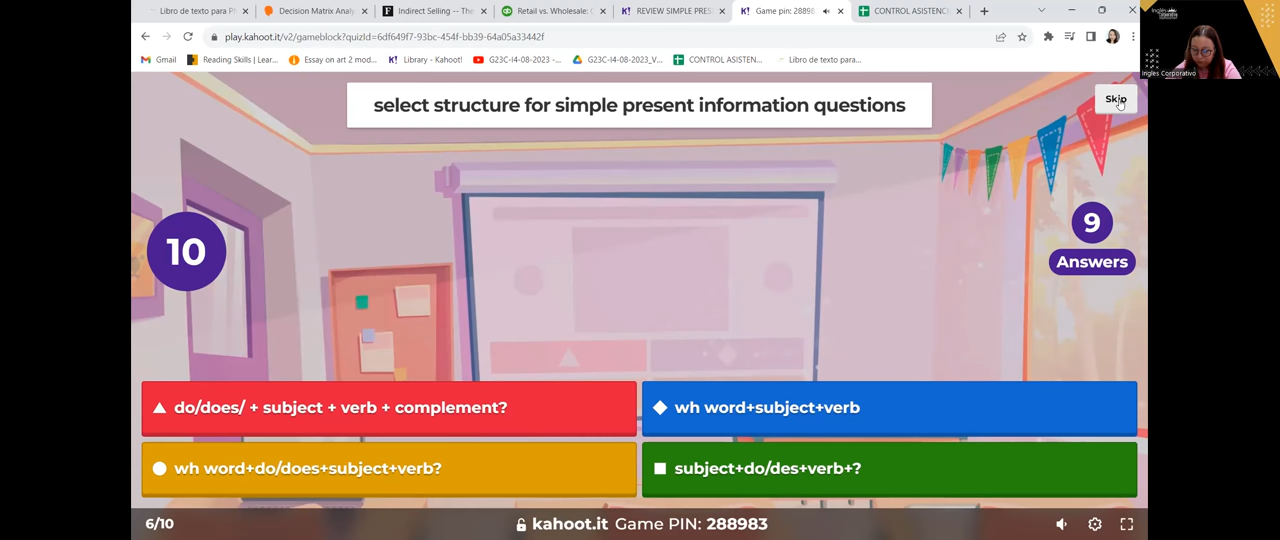 Libro de texto para P
Decision Matrix Anal
Indirect Selling -- The
Retail vs. Wholesale:
REVIEW SIMPLE PRES
Game pin: 28898
CONTROL ASISTENC
play.kahoot.it/v2/gameblock?quizId=6df649f7-93bc-454f-bb39-64a05a33442f
Gmail
Reading Skills | Lear...
Essay on art 2 mod...
Library - Kahoot!
G23C-I4-08-2023 -...
G23C-I4-08-2023_V...
CONTROL ASISTEN...
Libro de texto para...
Inglés Corporativo
select structure for simple present information questions
Skip
10
9
Answers
do/does/ + subject + verb + complement?
wh word+subject+verb
wh word+do/does+subject+verb?
subject+do/des+verb+?
6/10
kahoot.it Game PIN: 288983